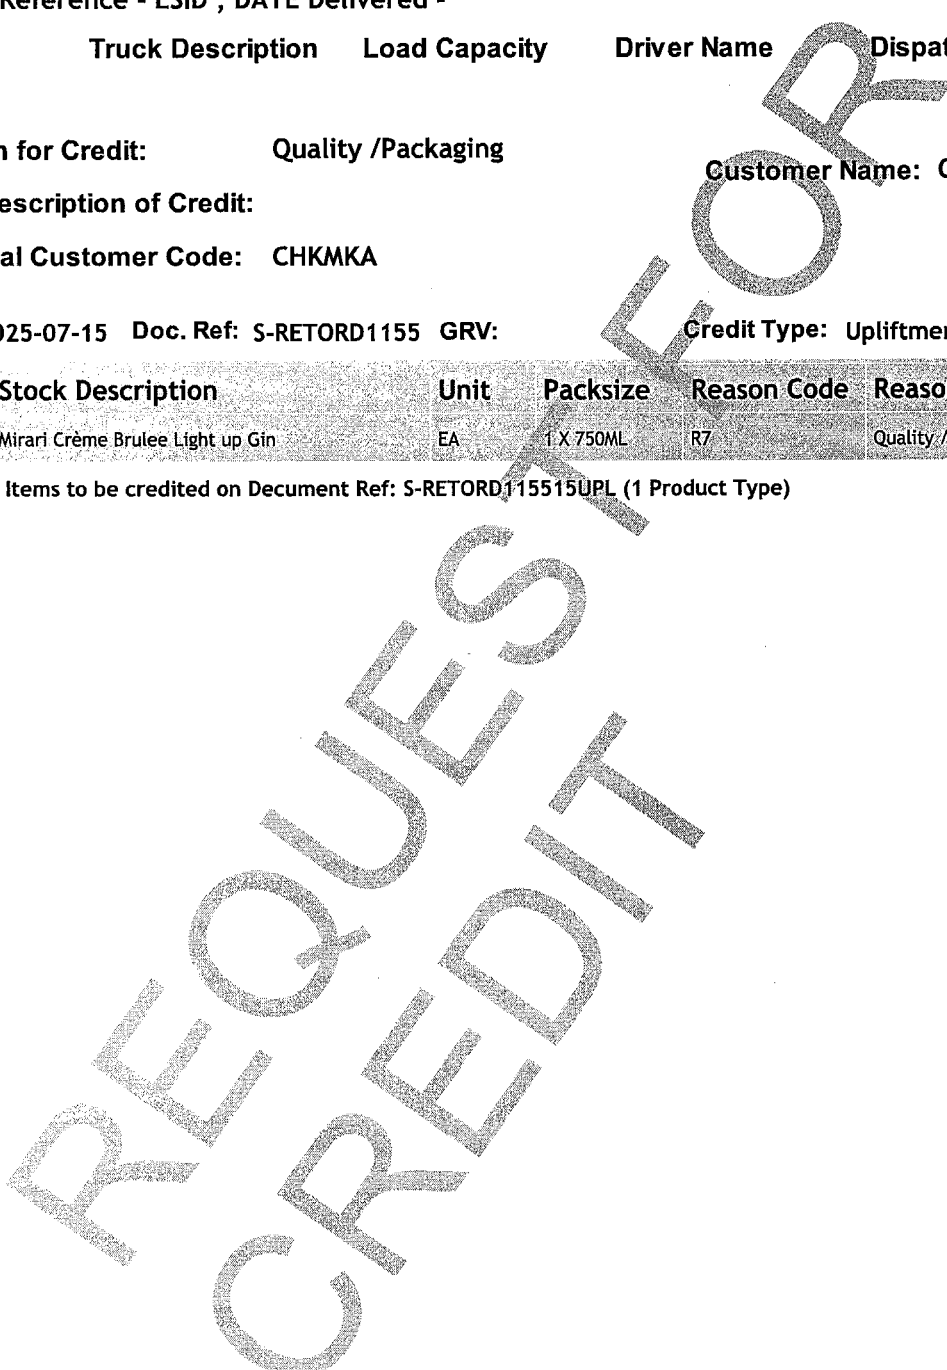 Reference - LSID ; DATE Delivered -
Truck Description Load Capacity Driver Name Dispat
n for Credit: Quality /Packaging
Customer Name: C
escription of Credit:
al Customer Code: CHKMKA
025-07-15 Doc. Ref: S-RETORD1155 GRV: Credit Type: Upliftmen
Stock Description Unit Packsize Reason Code Reaso
Mirari Crème Brulee Light up Gin EA 1 X 750ML R7 Quality /
Items to be credited on Document Ref: S-RETORD115515UPL (1 Product Type)
REQUEST FOR
CREDIT